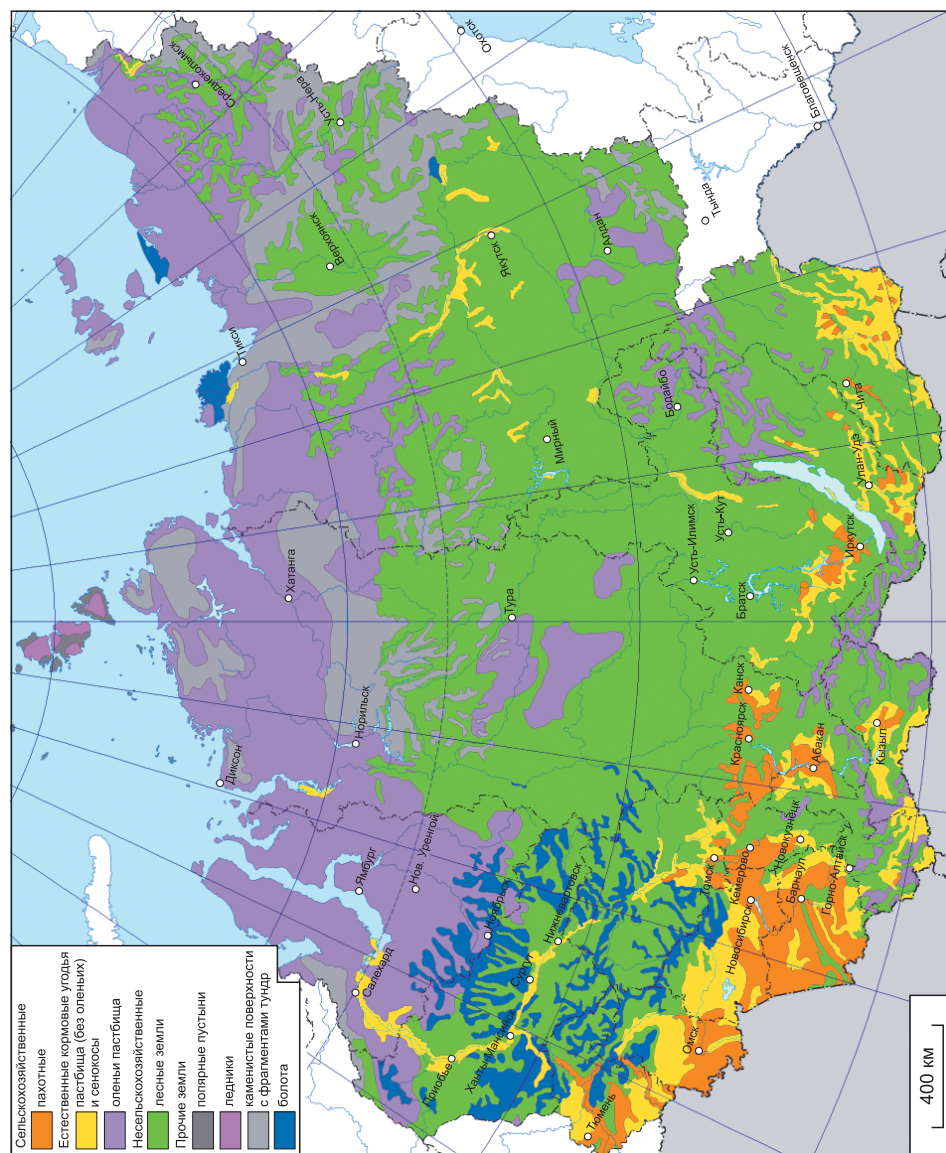 Сельскохозяйственные
пахотные
Естественные кормовые угодья
пастбища (без оленьих)
и сенокосы
оленьи пастбища
Несельскохозяйственные
лесные земли
Прочие земли
полярные пустыни
ледники
каменистые поверхности
с фрагментами тундр
болота
400 км
Салехард
Ямбург
Диксон
Норильск
Хатанга
Тикси
Среднеколымск
Усть-Нера
Охотск
Верхоянск
Приобье
Ханты-Мансийск
Сургут
Ноябрьск
Нов. Уренгой
Нижневартовск
Тура
Мирный
Якутск
Алдан
Тында
Благовещенск
Тюмень
Омск
Новосибирск
Томск
Кемерово
Барнаул
Новокузнецк
Горно-Алтайск
Красноярск
Канск
Абакан
Кызыл
Братск
Усть-Илимск
Усть-Кут
Бодайбо
Иркутск
Улан-Удэ
Чита